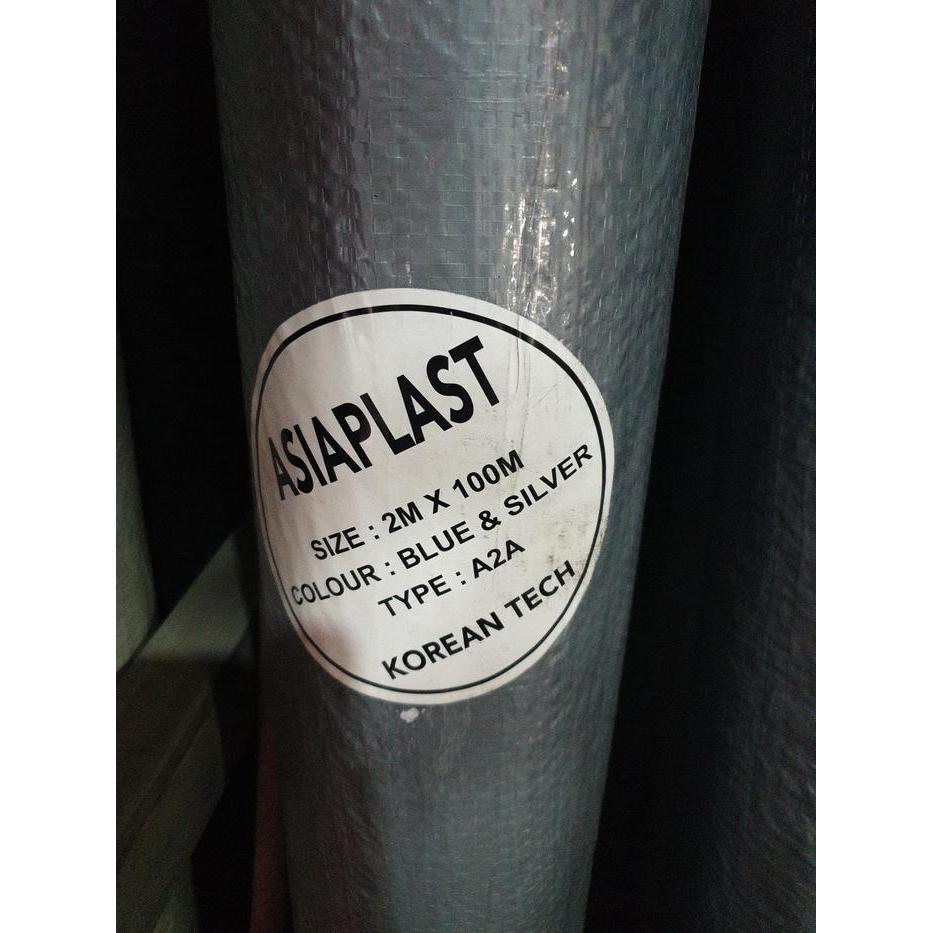 ASIAPLAST
SIZE : 2M X 100M
COLOUR : BLUE & SILVER
TYPE : A2A
KOREAN TECH